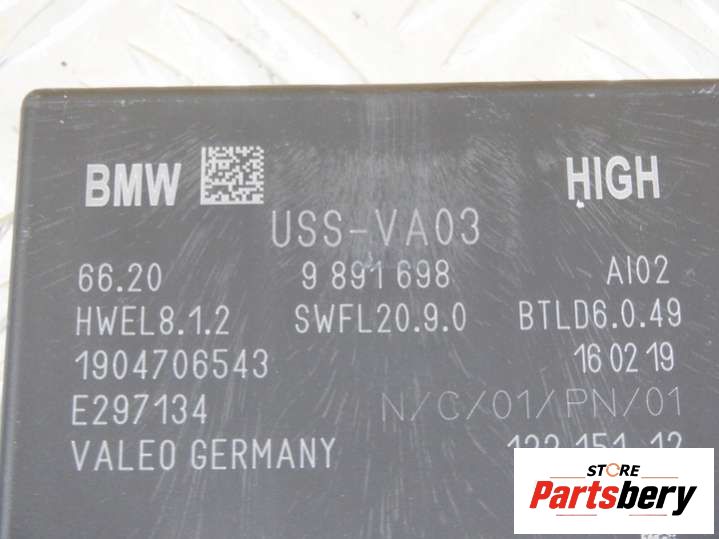 BMW HIGH
USS-VA03
66.20 9 891 698 AI02
HWEL8.1.2 SWFL20.9.0 BTLD6.0.49
1904706543 16 02 19
E297134 N/C/01/PN/01
VALEO GERMANY
STORE
Partsbery